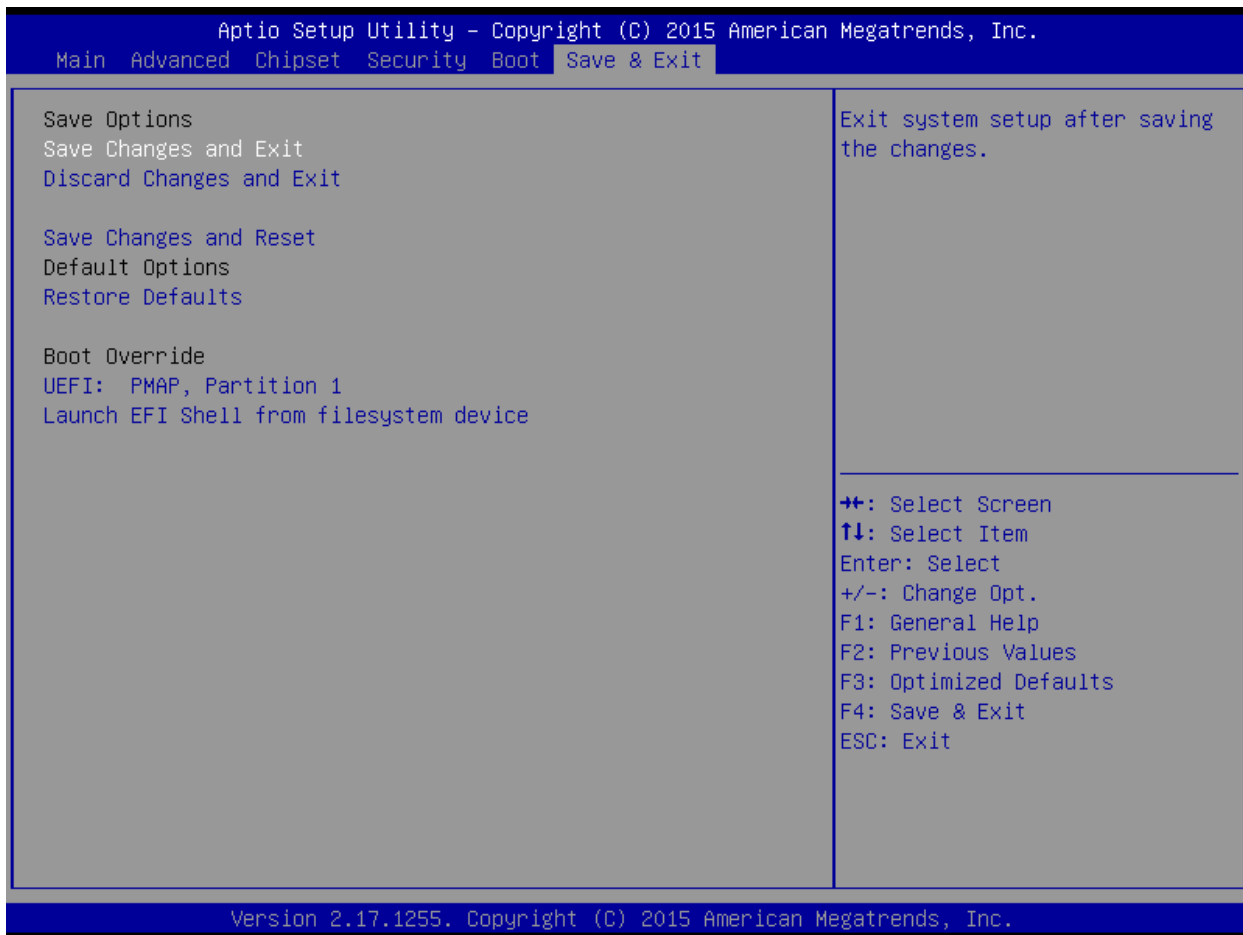 Aptio Setup Utility – Copyright (C) 2015 American Megatrends, Inc.
Main Advanced Chipset Security Boot Save & Exit
Save Options
Save Changes and Exit
Discard Changes and Exit
Save Changes and Reset
Default Options
Restore Defaults
Boot Override
UEFI: PMAP, Partition 1
Launch EFI Shell from filesystem device
Exit system setup after saving
the changes.
→←: Select Screen
↑↓: Select Item
Enter: Select
+/-: Change Opt.
F1: General Help
F2: Previous Values
F3: Optimized Defaults
F4: Save & Exit
ESC: Exit
Version 2.17.1255. Copyright (C) 2015 American Megatrends, Inc.